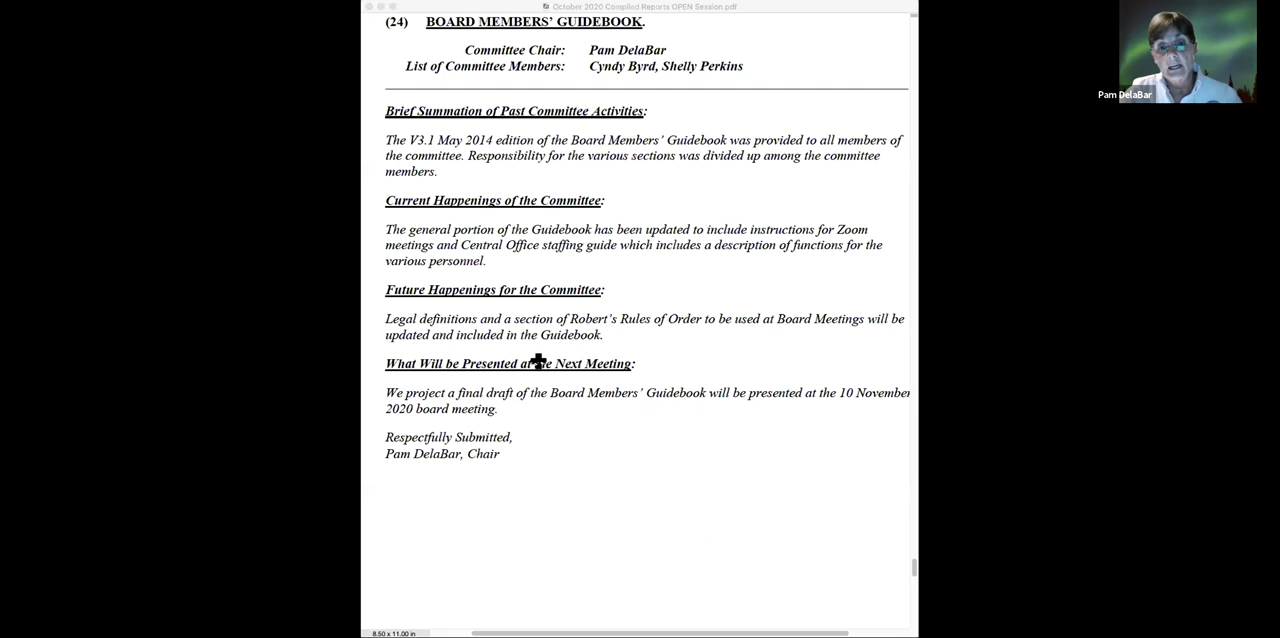 October 2020 Compiled Reports OPEN Session.pdf
(24) BOARD MEMBERS' GUIDEBOOK.
Committee Chair: Pam DelaBar
List of Committee Members: Cyndy Byrd, Shelly Perkins
Brief Summation of Past Committee Activities:
The V3.1 May 2014 edition of the Board Members' Guidebook was provided to all members of
the committee. Responsibility for the various sections was divided up among the committee
members.
Current Happenings of the Committee:
The general portion of the Guidebook has been updated to include instructions for Zoom
meetings and Central Office staffing guide which includes a description of functions for the
various personnel.
Future Happenings for the Committee:
Legal definitions and a section of Robert's Rules of Order to be used at Board Meetings will be
updated and included in the Guidebook.
What Will be Presented at Next Meeting:
We project a final draft of the Board Members' Guidebook will be presented at the 10 November
2020 board meeting.
Respectfully Submitted,
Pam DelaBar, Chair
8.50 x 11.00 in
Pam DelaBar